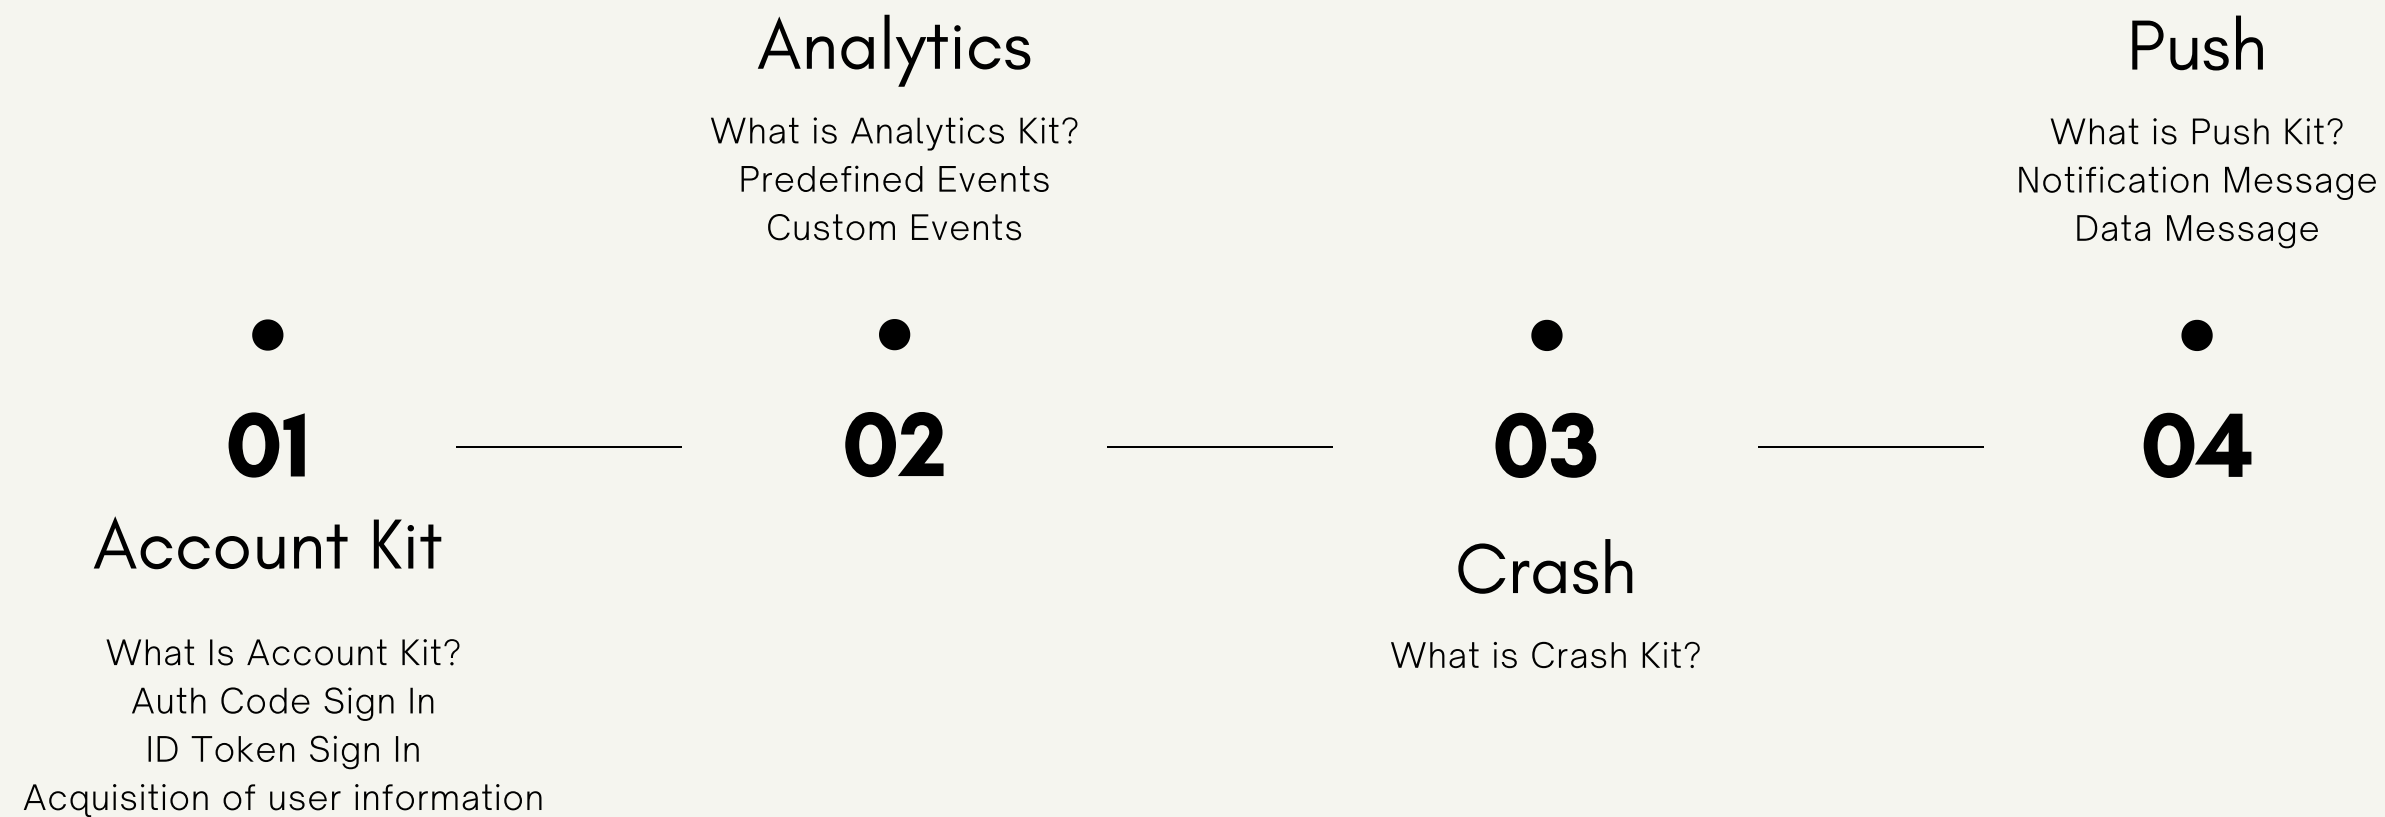 01
Account Kit
What Is Account Kit?
Auth Code Sign In
ID Token Sign In
Acquisition of user information
Analytics
What is Analytics Kit?
Predefined Events
Custom Events
02
03
Crash
What is Crash Kit?
Push
What is Push Kit?
Notification Message
Data Message
04